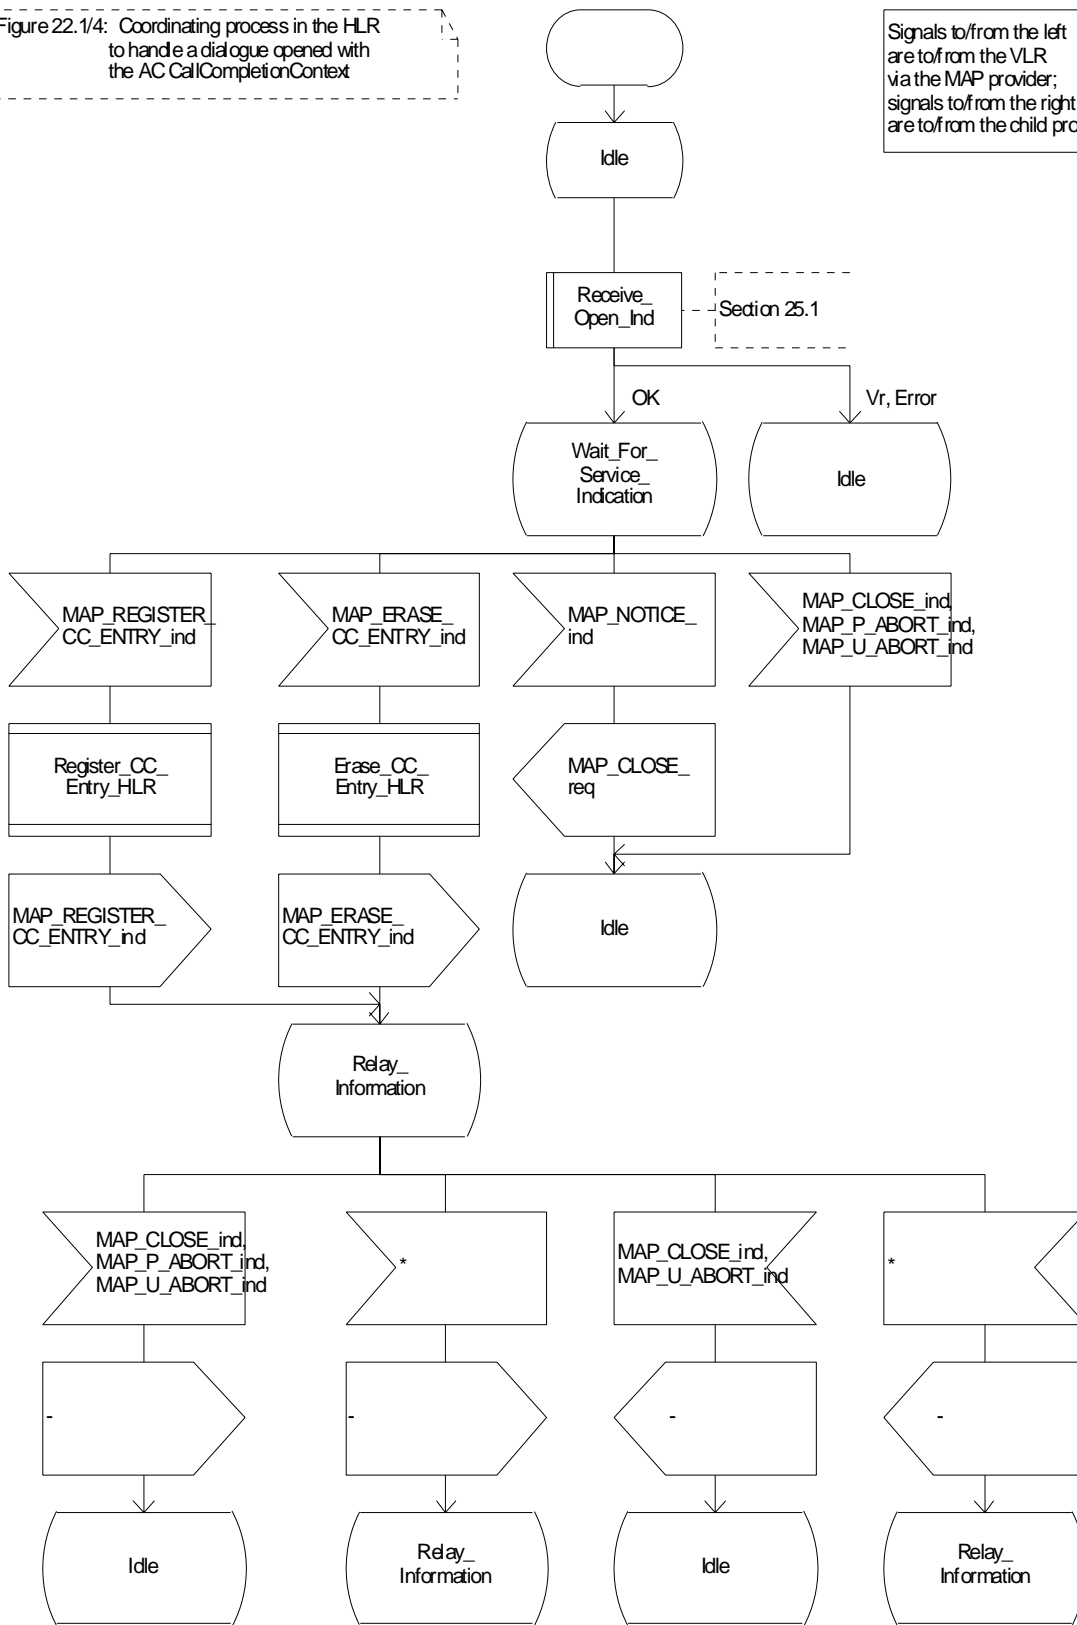 Figure 22.1/4: Coordinating process in the HLR
to handle a dialogue opened with
the AC CallCompletionContext
Signals to/from the left
are to/from the VLR
via the MAP provider;
signals to/from the right
are to/from the child pro
Idle
Receive_
Open_Ind
Section 25.1
OK
Vr, Error
Wait_For_
Service_
Indication
Idle
MAP_REGISTER_
CC_ENTRY_ind
MAP_ERASE_
CC_ENTRY_ind
MAP_NOTICE_
ind
MAP_CLOSE_ind,
MAP_P_ABORT_ind,
MAP_U_ABORT_ind
Register_CC_
Entry_HLR
Erase_CC_
Entry_HLR
MAP_CLOSE_
req
MAP_REGISTER_
CC_ENTRY_ind
MAP_ERASE_
CC_ENTRY_ind
Idle
Relay_
Information
MAP_CLOSE_ind,
MAP_P_ABORT_ind,
MAP_U_ABORT_ind
*
MAP_CLOSE_ind,
MAP_U_ABORT_ind
*
-
-
-
-
Idle
Relay_
Information
Idle
Relay_
Information